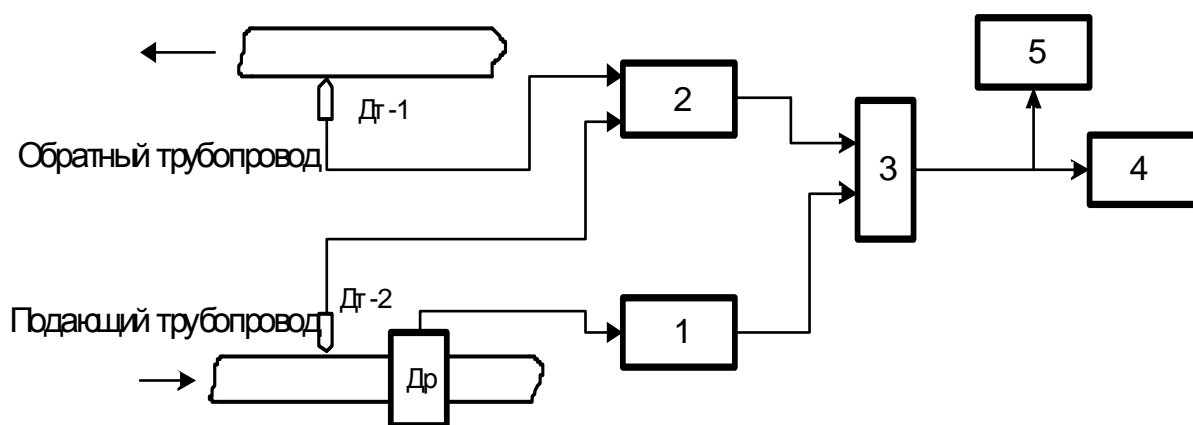 5
2
Дт-1
Обратный трубопровод
3
4
Дт-2
Подающий трубопровод
1
Др